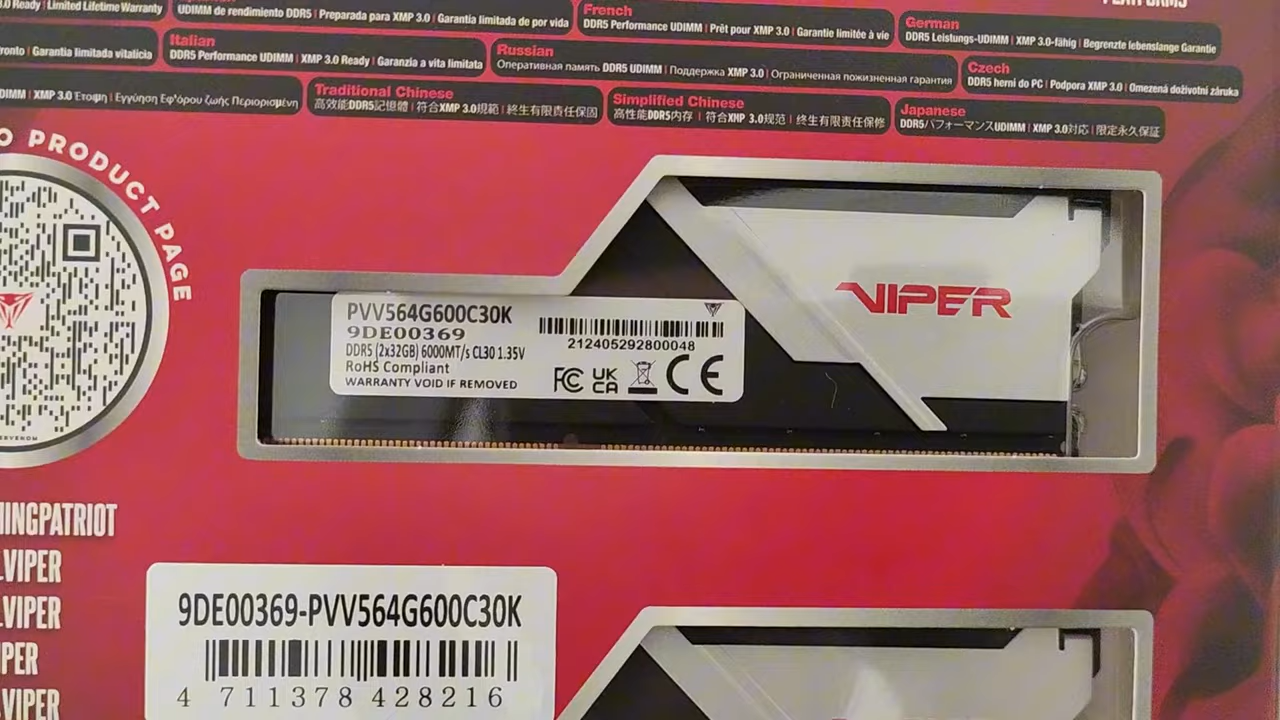 3.0 Ready | Limited Lifetime Warranty
UDIMM de rendimiento DDR5 | Preparada para XMP 3.0 | Garantía limitada de por vida
French
DDR5 Performance UDIMM | Prêt pour XMP 3.0 | Garantie limitée à vie
German
DDR5 Leistungs-UDIMM | XMP 3.0-fähig | Begrenzte lebenslange Garantie
| Garantia limitada vitalícia
Italian
DDR5 Performance UDIMM | XMP 3.0 Ready | Garanzia a vita limitata
Russian
Оперативная память DDR5 UDIMM | Поддержка XMP 3.0 | Ограниченная пожизненная гарантия
Czech
DDR5 herní do PC | Podpora XMP 3.0 | Omezená doživotní záruka
DIMM | XMP 3.0 Έτοιμη | Εγγύηση Εφ'όρου ζωής Περιορισμένη
Traditional Chinese
高效能DDR5記憶體 | 符合XMP 3.0規範 | 終生有限責任保固
Simplified Chinese
高性能DDR5内存 | 符合XMP 3.0规范 | 终生有限责任保修
Japanese
DDR5パフォーマンスUDIMM | XMP 3.0対応 | 限定永久保証
O PRODUCT PAGE
VIPER
PVV564G600C30K
9DE00369
DDR5 (2x32GB) 6000MT/s CL30 1.35V
RoHS Compliant
WARRANTY VOID IF REMOVED
212405292800048
FC UK CA CE
INGPATRIOT
.VIPER
.VIPER
PER
VIPER
9DE00369-PVV564G600C30K
4 711378 428216